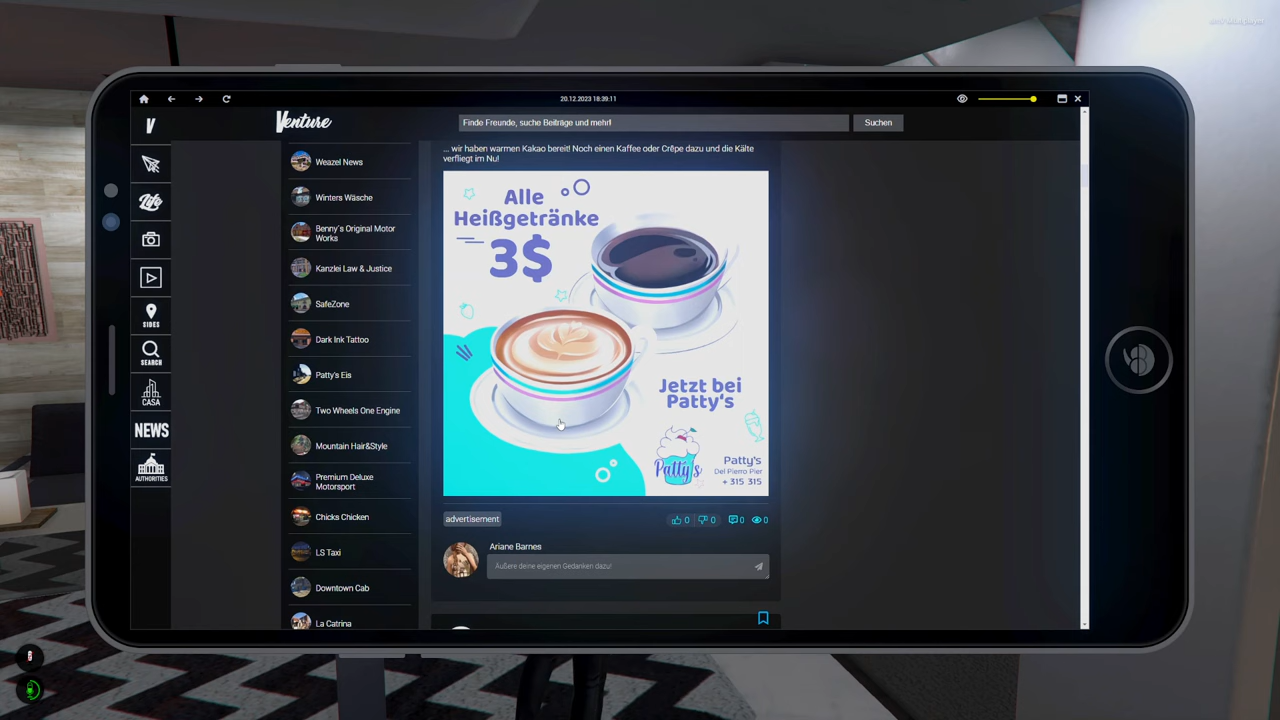 20.12.2023 18:39:11
Venture
Finde Freunde, suche Beiträge und mehr!
Suchen
V
Life
SIDES
SEARCH
CASA
NEWS
AUTHORITIES
Weazel News
Winters Wäsche
Benny´s Original Motor
Works
Kanzlei Law & Justice
SafeZone
Dark Ink Tattoo
Patty's Eis
Two Wheels One Engine
Mountain Hair&Style
Premium Deluxe
Motorsport
Chicks Chicken
LS Taxi
Downtown Cab
La Catrina
... wir haben warmen Kakao bereit! Noch einen Kaffee oder Crêpe dazu und die Kälte
verfliegt im Nu!
Alle
Heißgetränke
3$
Jetzt bei
Patty's
Patty's
Patty's
Del Pierro Pier
+ 315 315
advertisement
0
0
0
0
Ariane Barnes
Äußere deine eigenen Gedanken dazu!